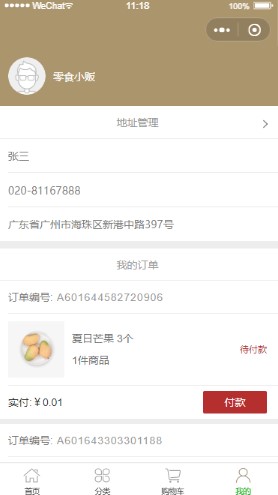 WeChat
11:18
100%
零食小贩
地址管理
张三
020-81167888
广东省广州市海珠区新港中路397号
我的订单
订单编号: A601644582720906
夏日芒果 3个
1件商品
待付款
实付: ¥ 0.01
付款
订单编号: A601643303301188
首页
分类
购物车
我的